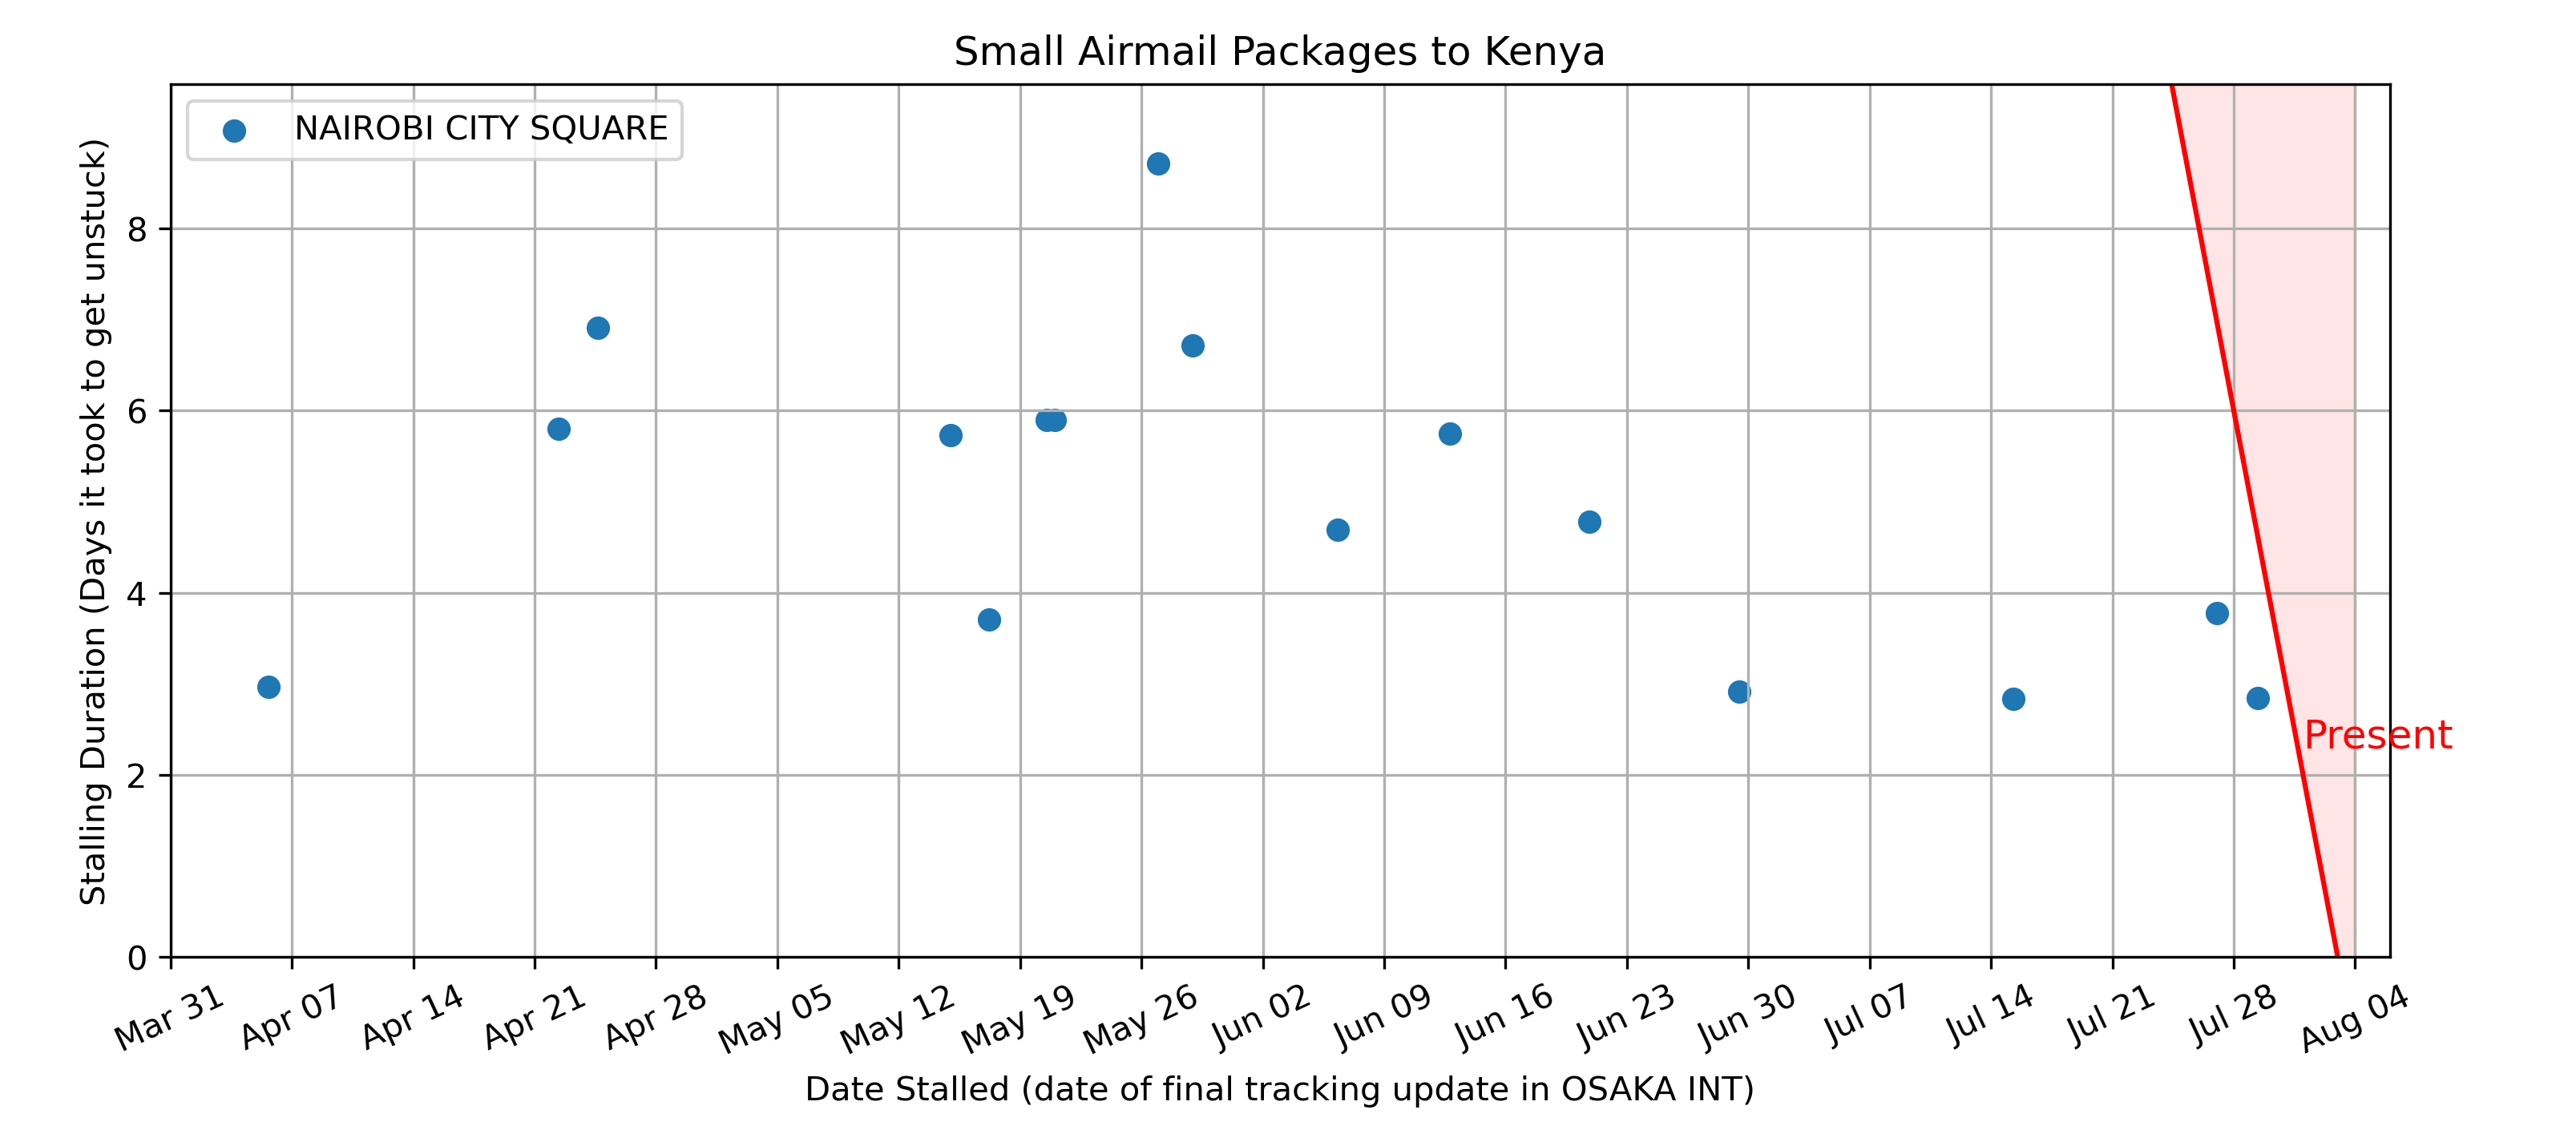 Small Airmail Packages to Kenya
NAIROBI CITY SQUARE
Stalling Duration (Days it took to get unstuck)
8
6
4
2
0
Present
Mar 31
Apr 07
Apr 14
Apr 21
Apr 28
May 05
May 12
May 19
May 26
Jun 02
Jun 09
Jun 16
Jun 23
Jun 30
Jul 07
Jul 14
Jul 21
Jul 28
Aug 04
Date Stalled (date of final tracking update in OSAKA INT)